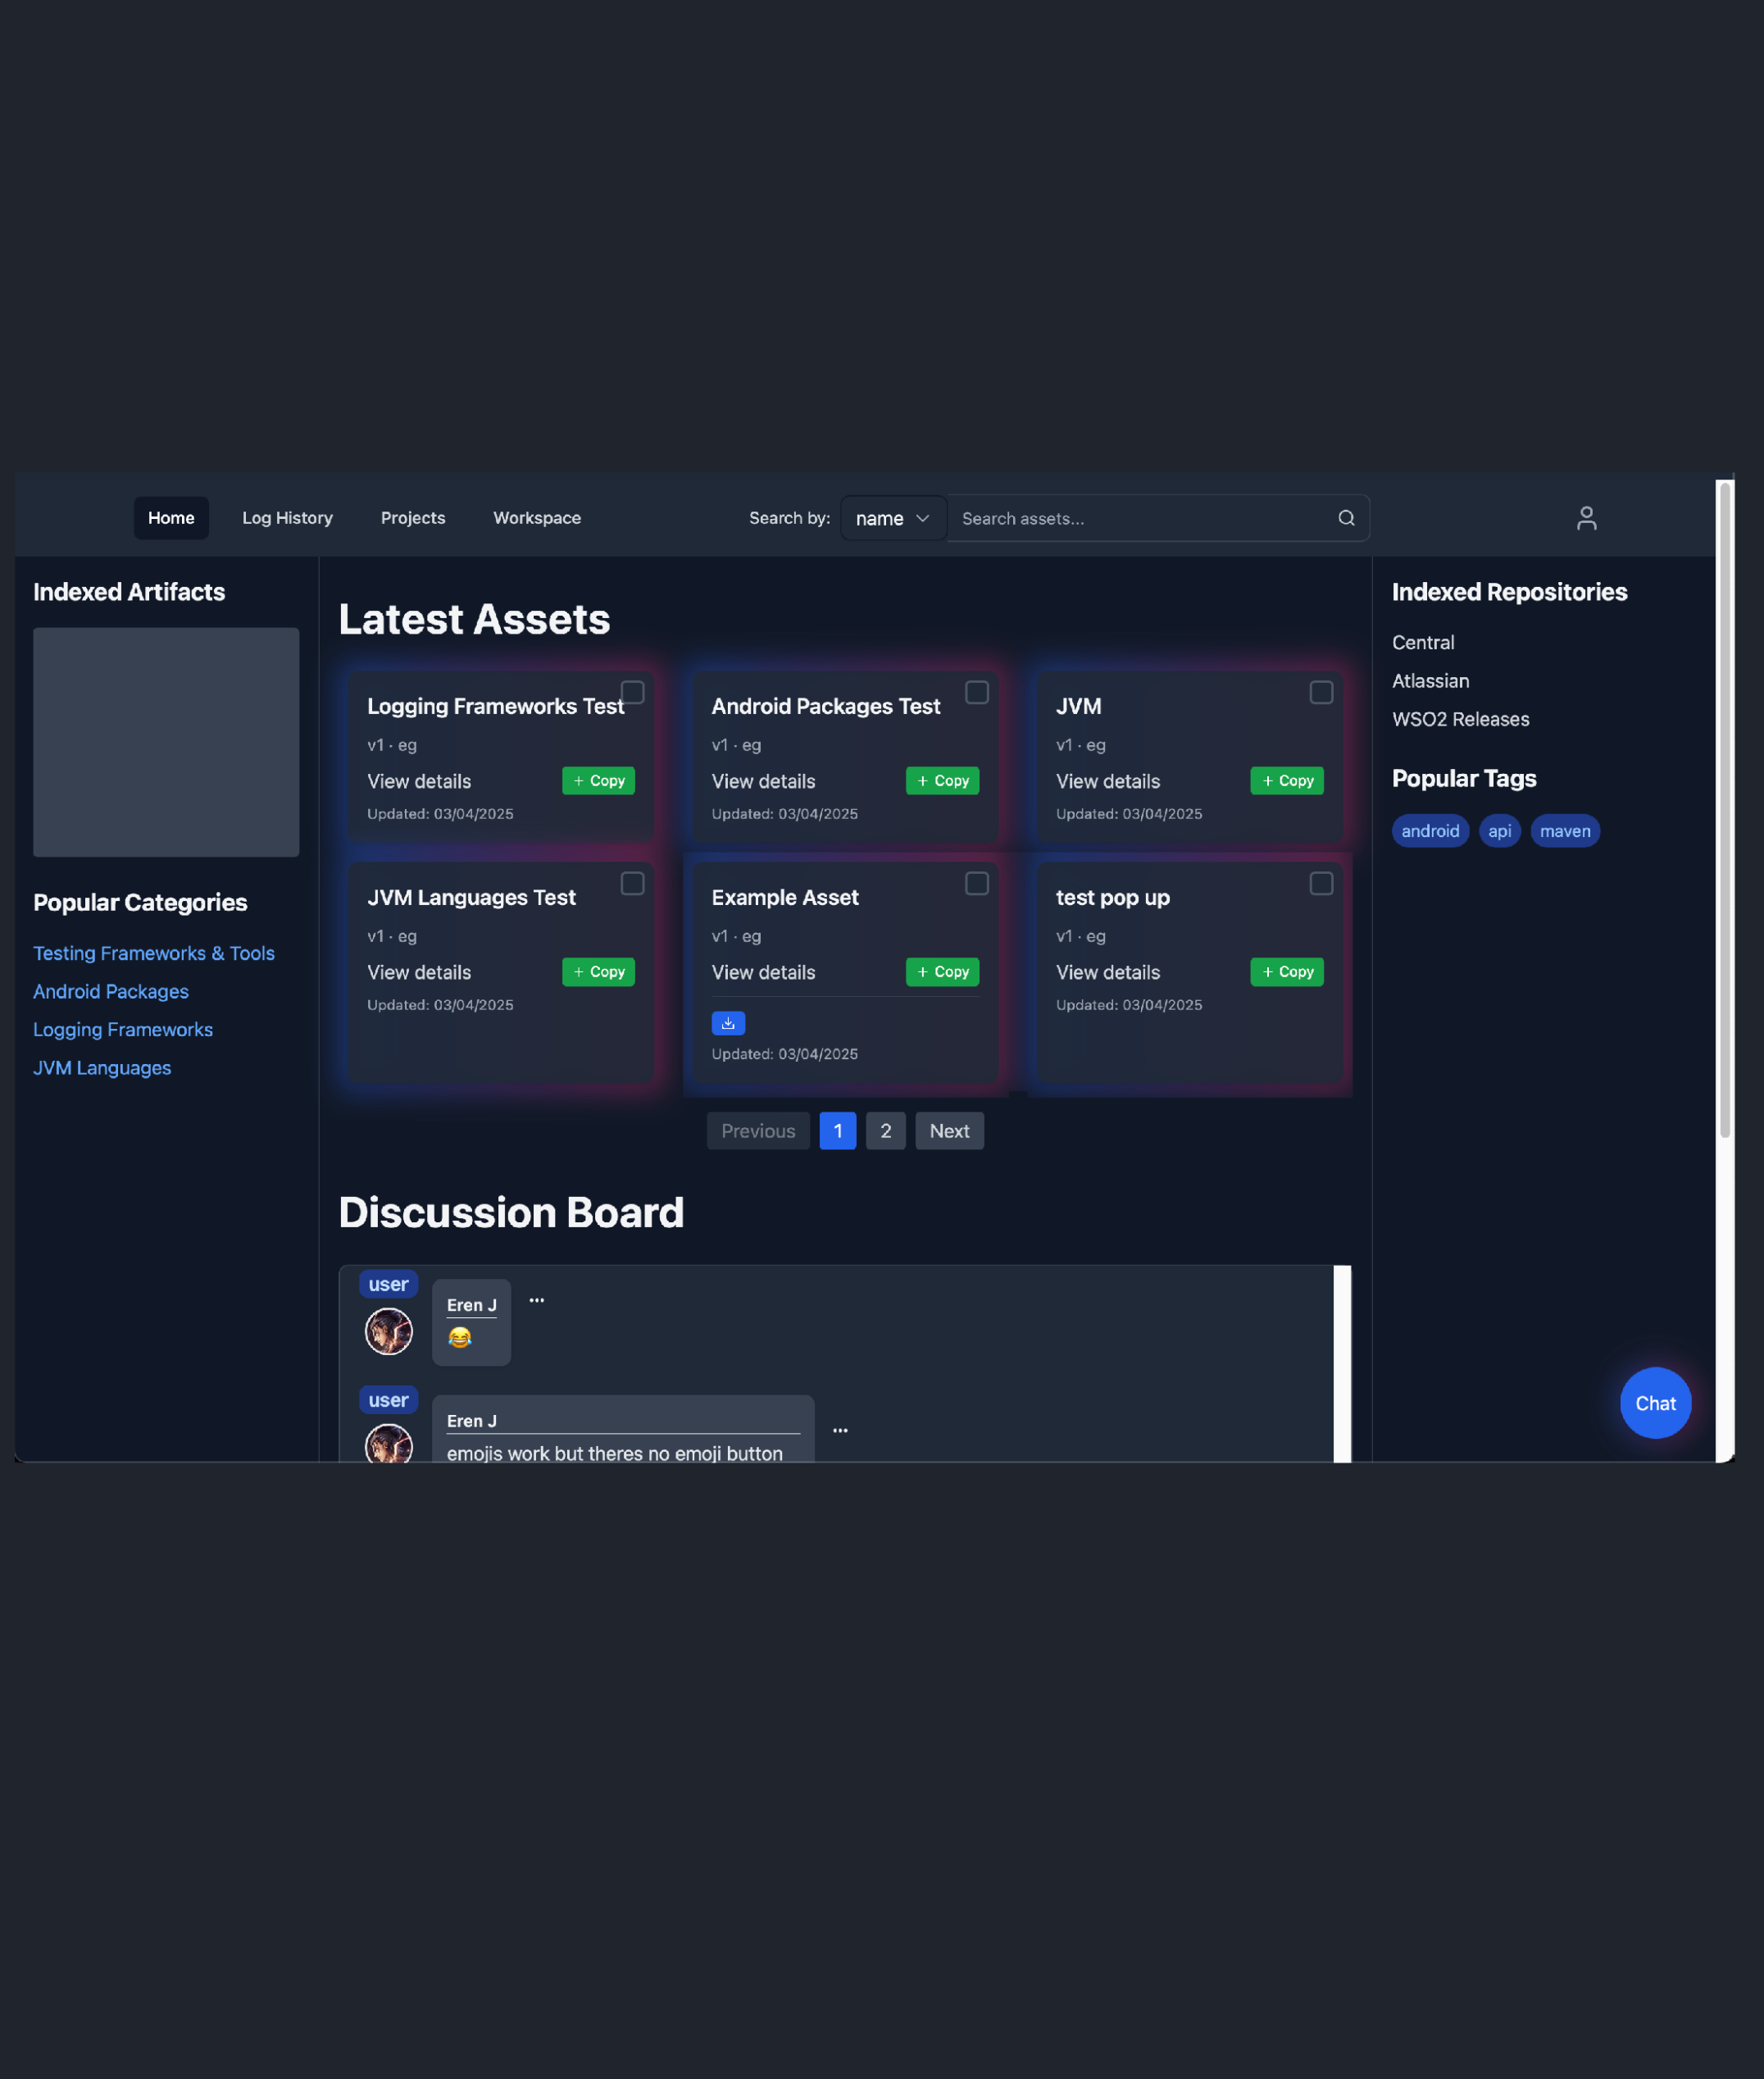 Home Log History Projects Workspace Search by: name Search assets...
Indexed Artifacts
Popular Categories
Testing Frameworks & Tools
Android Packages
Logging Frameworks
JVM Languages
Latest Assets
Logging Frameworks Test
v1 · eg
View details + Copy
Updated: 03/04/2025
Android Packages Test
v1 · eg
View details + Copy
Updated: 03/04/2025
JVM
v1 · eg
View details + Copy
Updated: 03/04/2025
JVM Languages Test
v1 · eg
View details + Copy
Updated: 03/04/2025
Example Asset
v1 · eg
View details + Copy
Updated: 03/04/2025
test pop up
v1 · eg
View details + Copy
Updated: 03/04/2025
Previous 1 2 Next
Discussion Board
user
Eren J
😂
user
Eren J
emojis work but theres no emoji button
Indexed Repositories
Central
Atlassian
WSO2 Releases
Popular Tags
android api maven
Chat